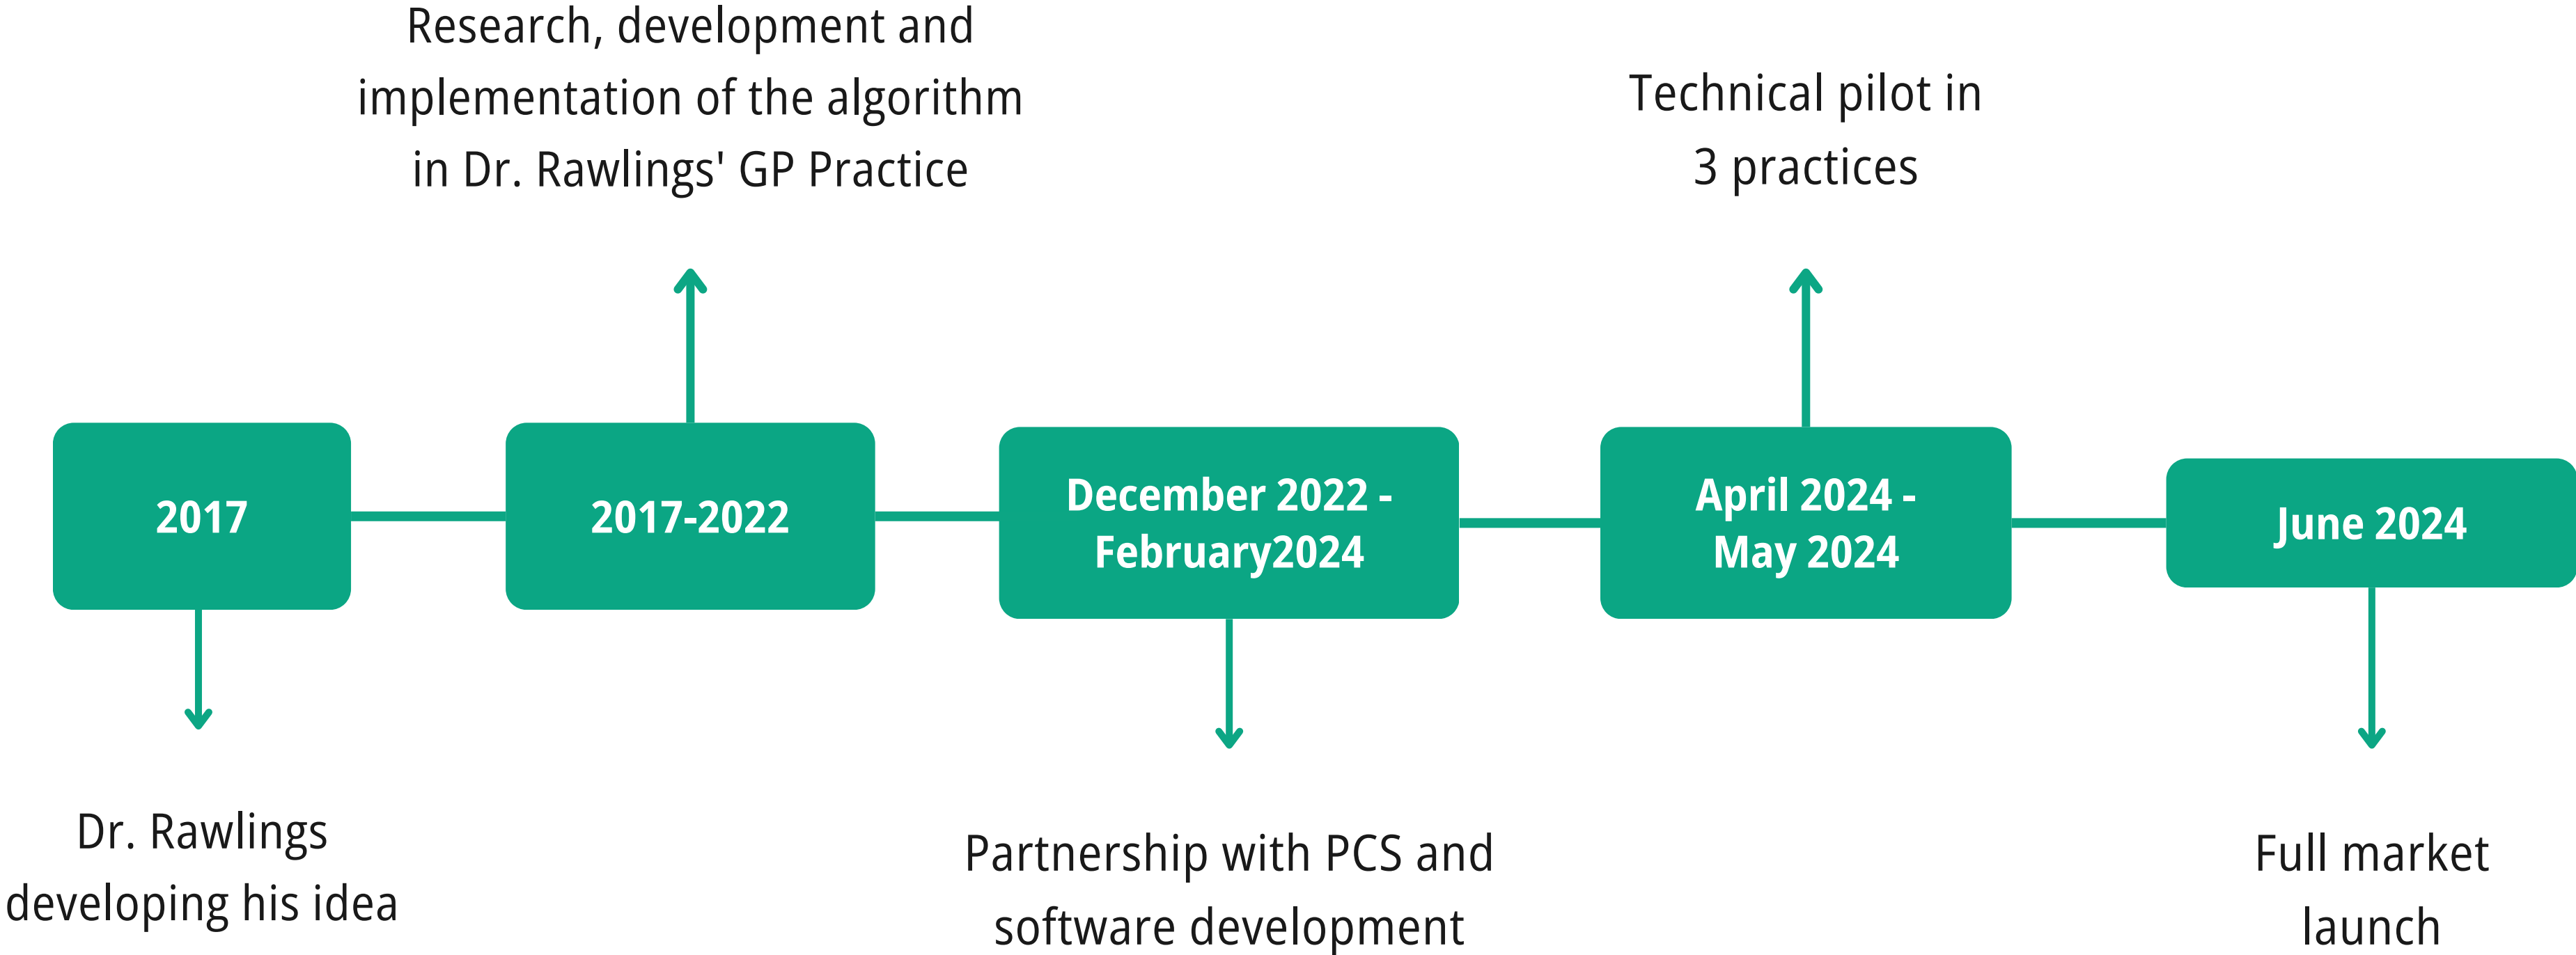 Research, development and
implementation of the algorithm
in Dr. Rawlings' GP Practice
Technical pilot in
3 practices
2017
2017-2022
December 2022 -
February2024
April 2024 -
May 2024
June 2024
Dr. Rawlings
developing his idea
Partnership with PCS and
software development
Full market
launch